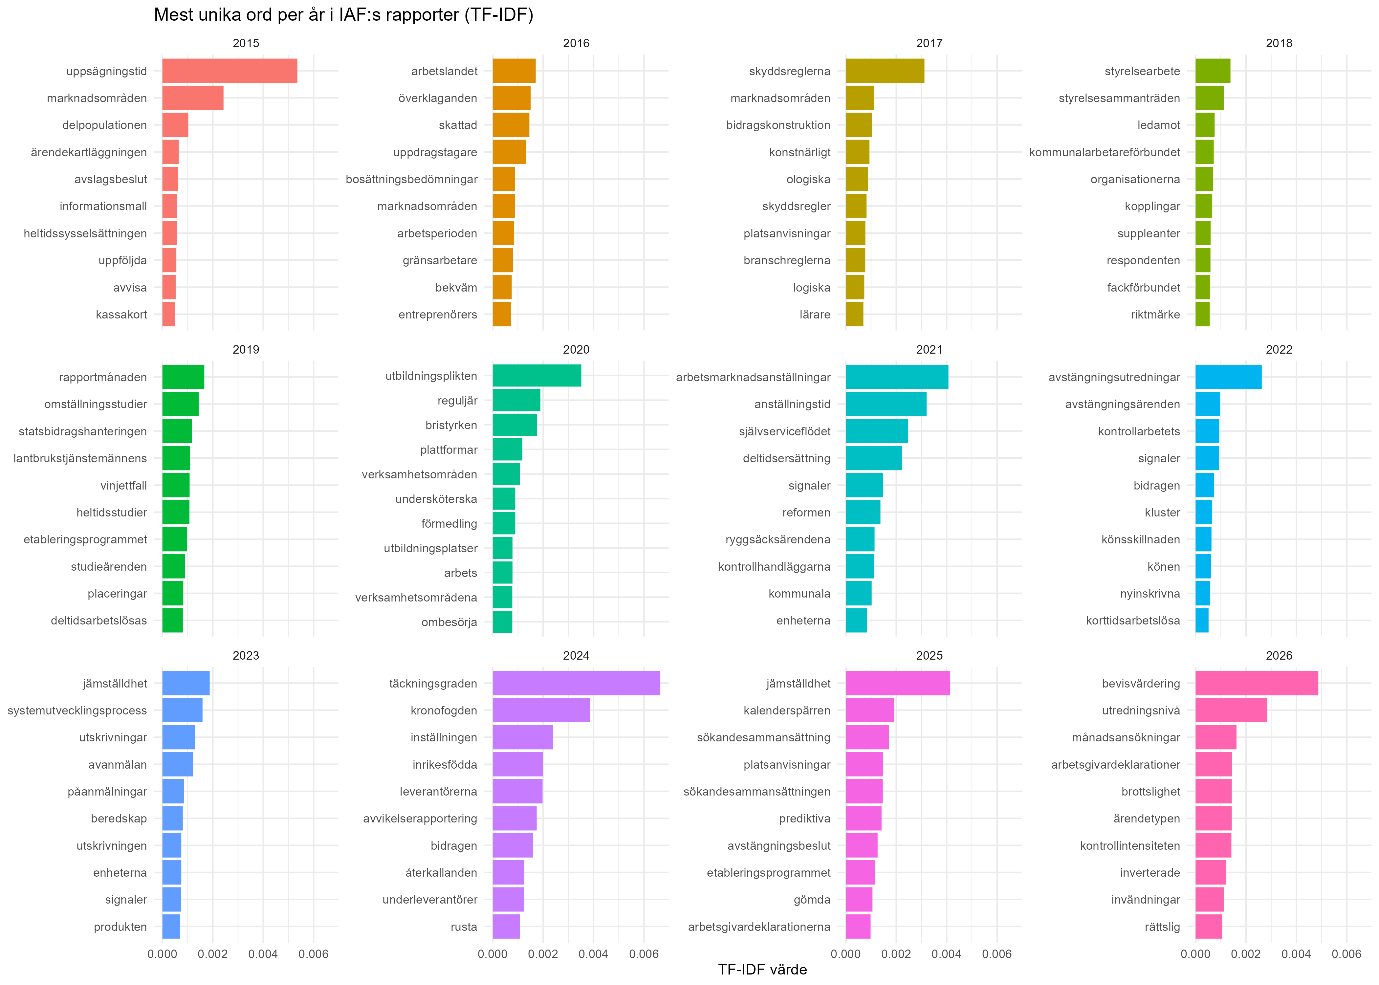 Mest unika ord per år i IAF:s rapporter (TF-IDF)
2015
uppsägningstid
marknadsområden
delpopulationen
ärendekartläggningen
avslagsbeslut
informationsmall
heltidssysselsättningen
uppföljda
avvisa
kassakort
2016
arbetslandet
överklaganden
skattad
uppdragstagare
bosättningsbedömningar
marknadsområden
arbetsperioden
gränsarbetare
bekväm
entreprenörers
2017
skyddsreglerna
marknadsområden
bidragskonstruktion
konstnärligt
ologiska
skyddsregler
platsanvisningar
branschreglerna
logiska
lärare
2018
styrelsearbete
styrelsesammanträden
ledamot
kommunalarbetareförbundet
organisationerna
kopplingar
suppleanter
respondenten
fackförbundet
riktmärke
2019
rapportmånaden
omställningsstudier
statsbidragshanteringen
lantbrukstjänstemännens
vinjettfall
heltidsstudier
etableringsprogrammet
studieärenden
placeringar
deltidsarbetslösas
2020
utbildningsplikten
reguljär
bristyrken
plattformar
verksamhetsområden
undersköterska
förmedling
utbildningsplatser
arbets
verksamhetsområdena
ombesörja
2021
arbetsmarknadsanställningar
anställningstid
självserviceflödet
deltidsersättning
signaler
reformen
ryggsäcksärendena
kontrollhandläggarna
kommunala
enheterna
2022
avstängningsutredningar
avstängningsärenden
kontrollarbetets
signaler
bidragen
kluster
könsskillnaden
könen
nyinskrivna
korttidsarbetslösa
2023
jämställdhet
systemutvecklingsprocess
utskrivningar
avanmälan
påanmälningar
beredskap
utskrivningen
enheterna
signaler
produkten
0.000 0.002 0.004 0.006
2024
täckningsgraden
kronofogden
inställningen
inrikesfödda
leverantörerna
avvikelserapportering
bidragen
återkallanden
underleverantörer
rusta
0.000 0.002 0.004 0.006
2025
jämställdhet
kalenderspärren
sökandesammansättning
platsanvisningar
sökandesammansättningen
prediktiva
avstängningsbeslut
etableringsprogrammet
gömda
arbetsgivardeklarationerna
0.000 0.002 0.004 0.006
2026
bevisvärdering
utredningsnivå
månadsansökningar
arbetsgivardeklarationer
brottslighet
ärendetypen
kontrollintensiteten
inverterade
invändningar
rättslig
0.000 0.002 0.004 0.006
TF-IDF värde